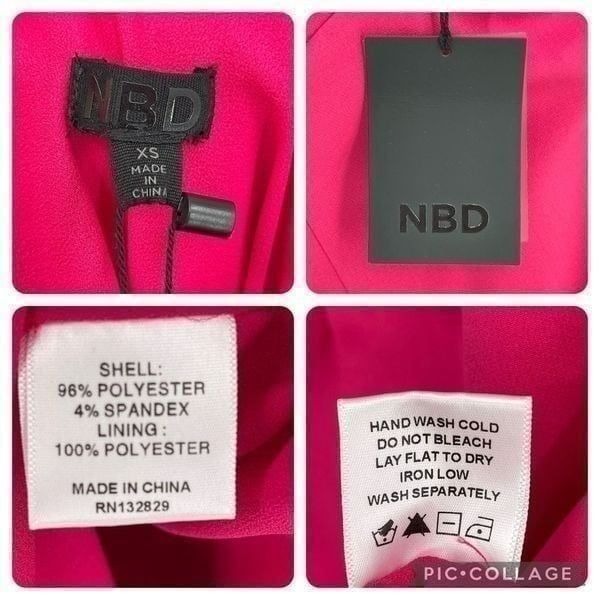 NBD
XS
MADE
IN
CHINA
NBD
SHELL:
96% POLYESTER
4% SPANDEX
LINING :
100% POLYESTER
MADE IN CHINA
RN132829
HAND WASH COLD
DO NOT BLEACH
LAY FLAT TO DRY
IRON LOW
WASH SEPARATELY
PIC•COLLAGE